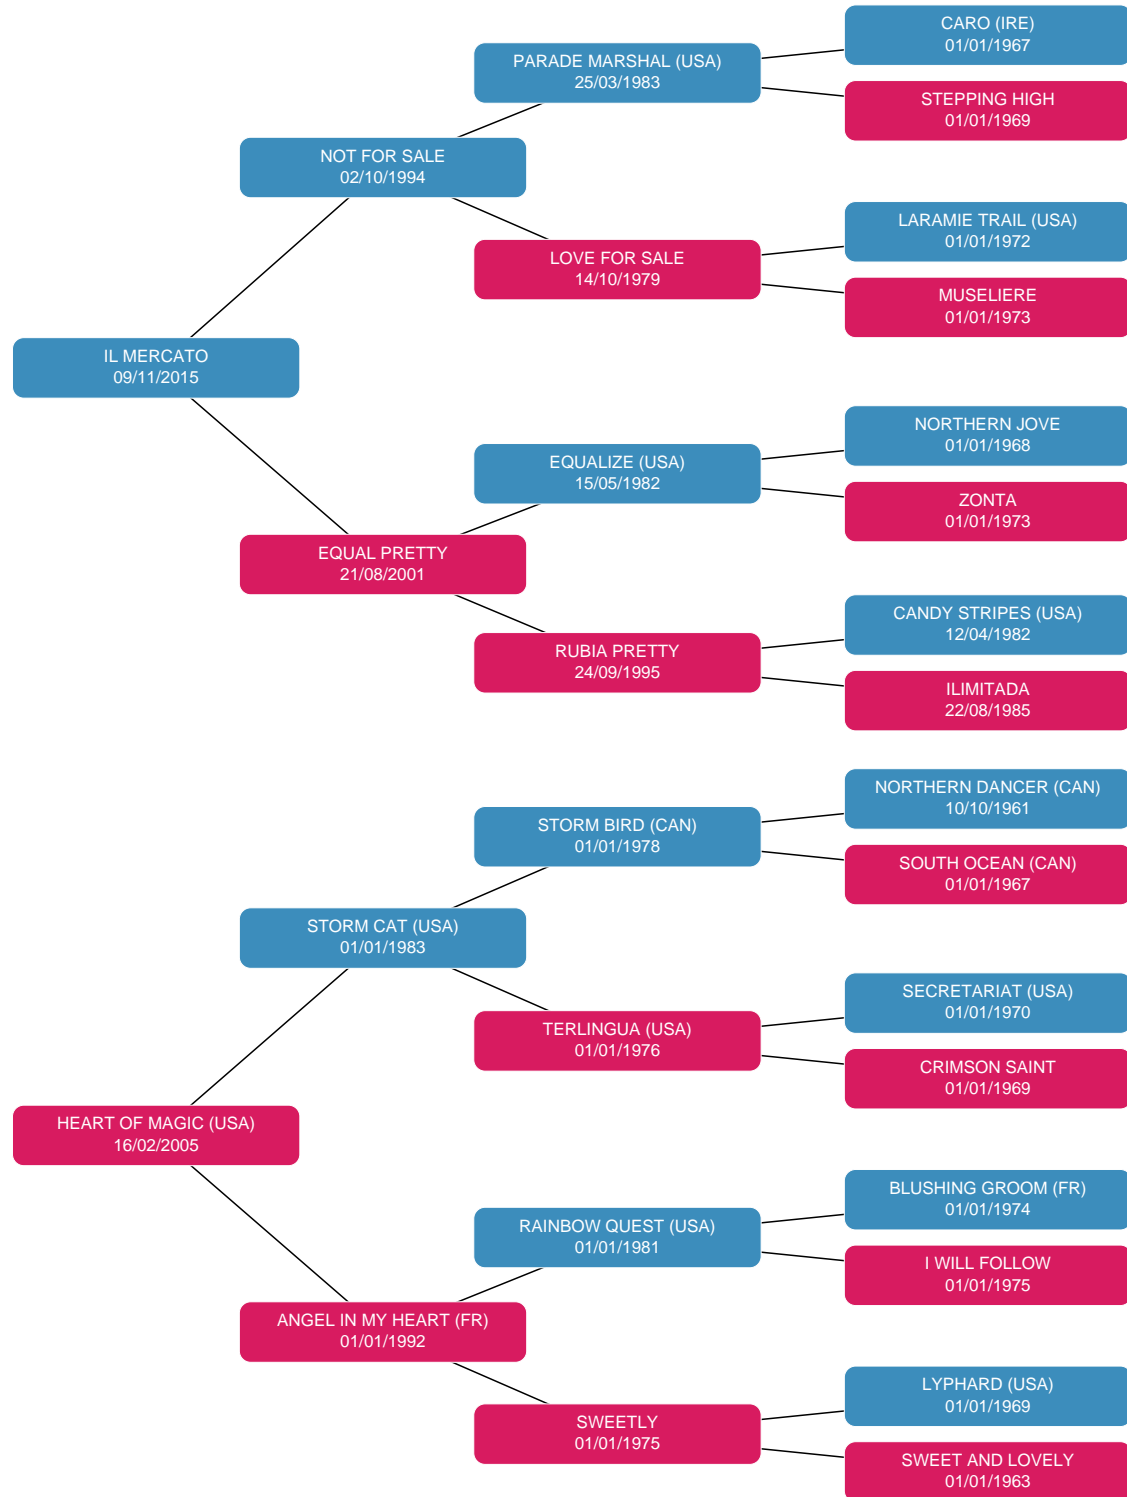 CARO (IRE)
01/01/1967
PARADE MARSHAL (USA)
25/03/1983
STEPPING HIGH
01/01/1969
NOT FOR SALE
02/10/1994
LARAMIE TRAIL (USA)
01/01/1972
LOVE FOR SALE
14/10/1979
MUSELIERE
01/01/1973
IL MERCATO
09/11/2015
NORTHERN JOVE
01/01/1968
EQUALIZE (USA)
15/05/1982
ZONTA
01/01/1973
EQUAL PRETTY
21/08/2001
CANDY STRIPES (USA)
12/04/1982
RUBIA PRETTY
24/09/1995
ILIMITADA
22/08/1985
NORTHERN DANCER (CAN)
10/10/1961
STORM BIRD (CAN)
01/01/1978
SOUTH OCEAN (CAN)
01/01/1967
STORM CAT (USA)
01/01/1983
SECRETARIAT (USA)
01/01/1970
TERLINGUA (USA)
01/01/1976
CRIMSON SAINT
01/01/1969
HEART OF MAGIC (USA)
16/02/2005
BLUSHING GROOM (FR)
01/01/1974
RAINBOW QUEST (USA)
01/01/1981
I WILL FOLLOW
01/01/1975
ANGEL IN MY HEART (FR)
01/01/1992
LYPHARD (USA)
01/01/1969
SWEETLY
01/01/1975
SWEET AND LOVELY
01/01/1963